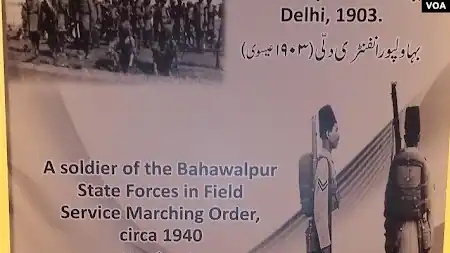 VOA
Delhi, 1903.
بہاولپور انفنٹری دلّی (۱۹۰۳ عیسوی)
A soldier of the Bahawalpur
State Forces in Field
Service Marching Order,
circa 1940